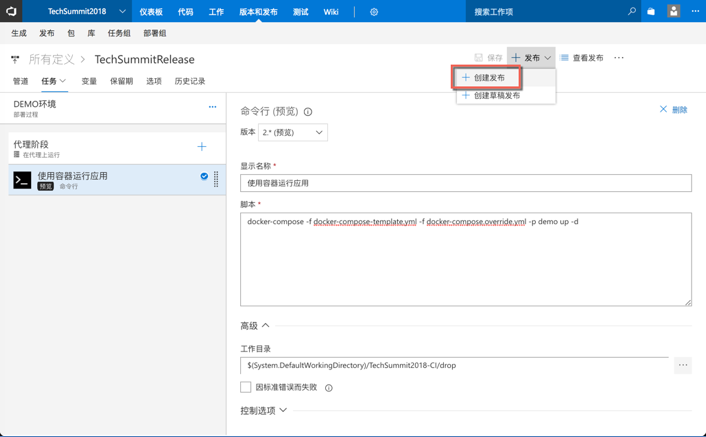 TechSummit2018 仪表板 代码 工作 版本和发布 测试 Wiki 搜索工作项
生成 发布 包 库 任务组 部署组
所有定义 TechSummitRelease 保存 发布 查看发布
管道 任务 变量 保留期 选项 历史记录
创建发布
创建草稿发布
DEMO环境
部署过程
代理阶段
在代理上运行
使用容器运行应用
预览 命令行
命令行 (预览) 删除
版本 2.* (预览)
显示名称 *
使用容器运行应用
脚本 *
docker-compose -f docker-compose-template.yml -f docker-compose.override.yml -p demo up -d
高级
工作目录
$(System.DefaultWorkingDirectory)/TechSummit2018-CI/drop
因标准错误而失败
控制选项